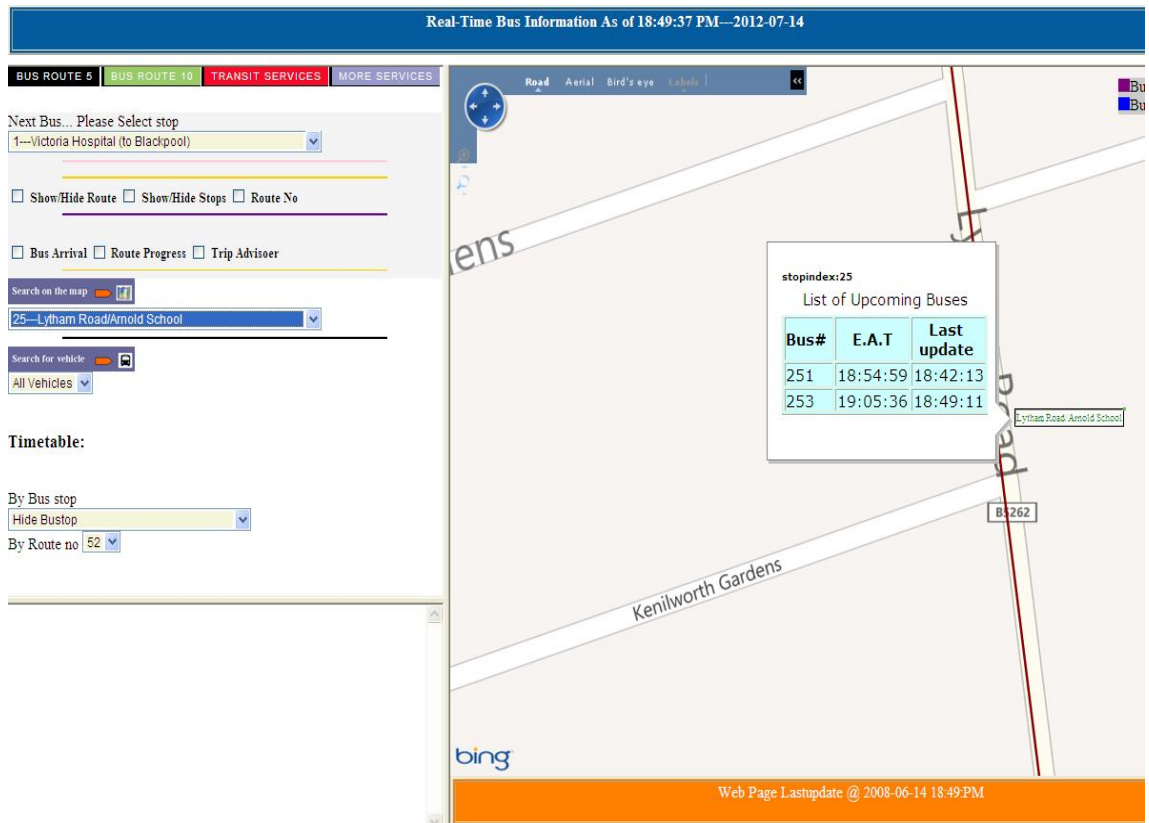 Real-Time Bus Information As of 18:49:37 PM---2012-07-14
BUS ROUTE 5 BUS ROUTE 10 TRANSIT SERVICES MORE SERVICES
Next Bus... Please Select stop
1---Victoria Hospital (to Blackpool)
Show/Hide Route Show/Hide Stops Route No
Bus Arrival Route Progress Trip Advisoer
Search on the map
25---Lytham Road/Arnold School
Search for vehicle
All Vehicles
Timetable:
By Bus stop
Hide Bustop
By Route no 52
Road Aerial Bird's eye Labels <<
Bu
Bu
ens
Ly
stopindex:25
List of Upcoming Buses
Bus# E.A.T Last update
251 18:54:59 18:42:13
253 19:05:36 18:49:11
Road
Lytham Road/Arnold School
B5262
Kenilworth Gardens
bing
Web Page Lastupdate @ 2008-06-14 18:49:PM